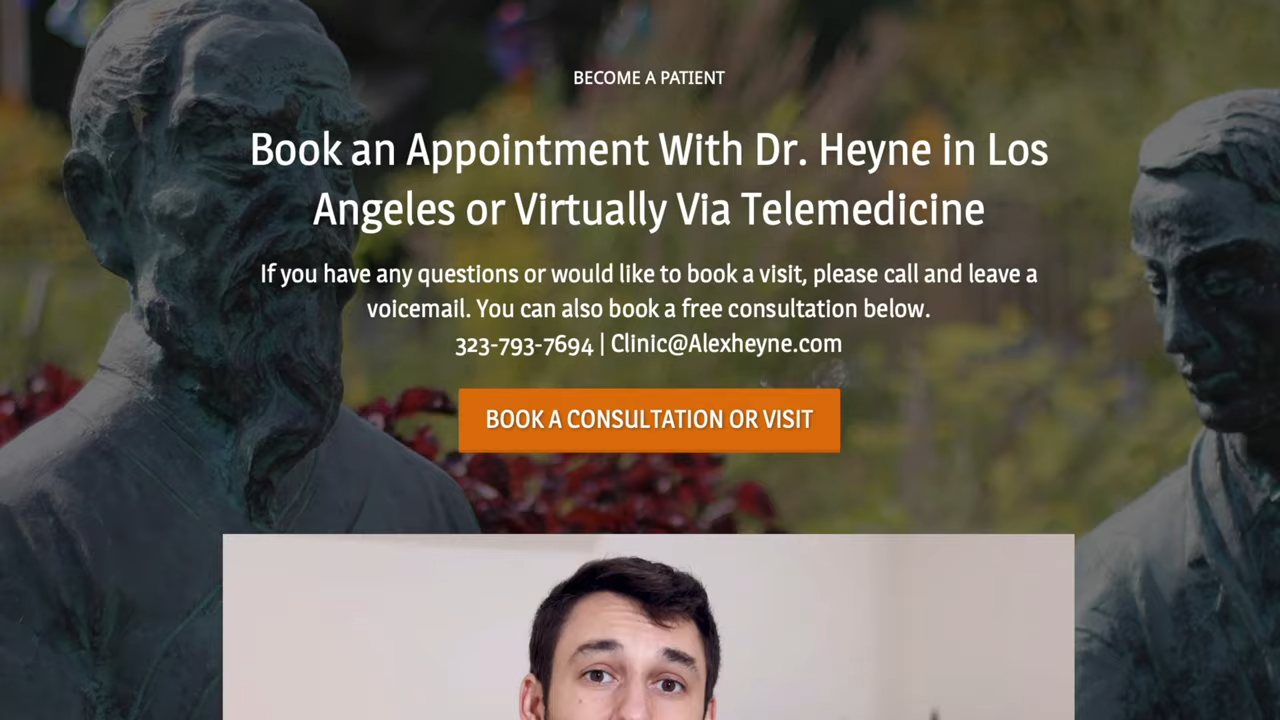 BECOME A PATIENT
Book an Appointment With Dr. Heyne in Los
Angeles or Virtually Via Telemedicine
If you have any questions or would like to book a visit, please call and leave a
voicemail. You can also book a free consultation below.
323-793-7694 | Clinic@Alexheyne.com
BOOK A CONSULTATION OR VISIT